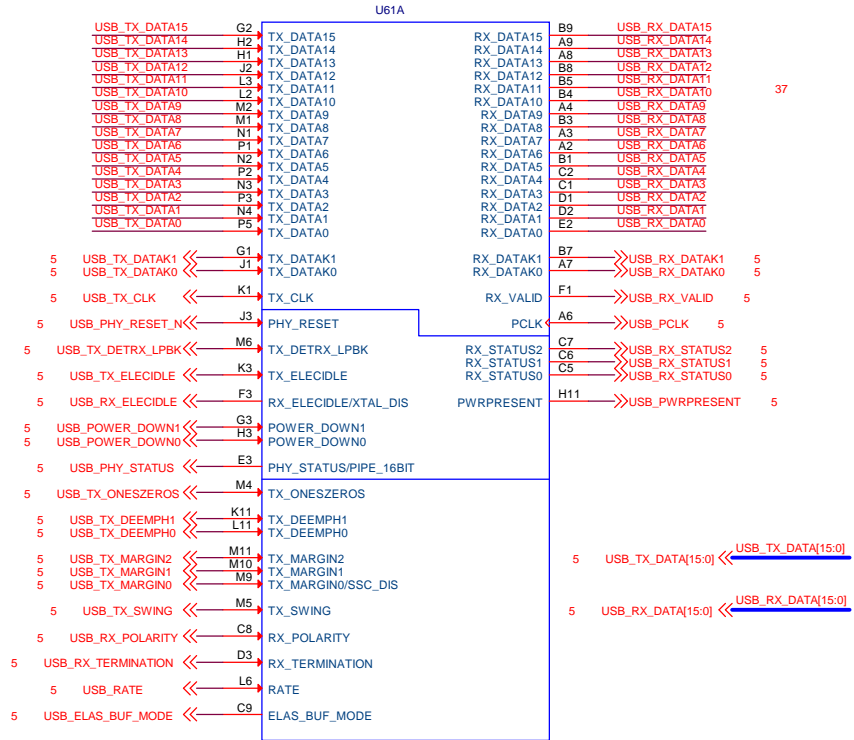 U61A
USB_TX_DATA15 G2 TX_DATA15 RX_DATA15 B9 USB_RX_DATA15
USB_TX_DATA14 H2 TX_DATA14 RX_DATA14 A9 USB_RX_DATA14
USB_TX_DATA13 H1 TX_DATA13 RX_DATA13 A8 USB_RX_DATA13
USB_TX_DATA12 J2 TX_DATA12 RX_DATA12 B8 USB_RX_DATA12
USB_TX_DATA11 L3 TX_DATA11 RX_DATA11 B5 USB_RX_DATA11
USB_TX_DATA10 L2 TX_DATA10 RX_DATA10 B4 USB_RX_DATA10 37
USB_TX_DATA9 M2 TX_DATA9 RX_DATA9 A4 USB_RX_DATA9
USB_TX_DATA8 M1 TX_DATA8 RX_DATA8 B3 USB_RX_DATA8
USB_TX_DATA7 N1 TX_DATA7 RX_DATA7 A3 USB_RX_DATA7
USB_TX_DATA6 P1 TX_DATA6 RX_DATA6 A2 USB_RX_DATA6
USB_TX_DATA5 N2 TX_DATA5 RX_DATA5 B1 USB_RX_DATA5
USB_TX_DATA4 P2 TX_DATA4 RX_DATA4 C2 USB_RX_DATA4
USB_TX_DATA3 N3 TX_DATA3 RX_DATA3 C1 USB_RX_DATA3
USB_TX_DATA2 P3 TX_DATA2 RX_DATA2 D1 USB_RX_DATA2
USB_TX_DATA1 N4 TX_DATA1 RX_DATA1 D2 USB_RX_DATA1
USB_TX_DATA0 P5 TX_DATA0 RX_DATA0 E2 USB_RX_DATA0
5 USB_TX_DATAK1 G1 TX_DATAK1 RX_DATAK1 B7 USB_RX_DATAK1 5
5 USB_TX_DATAK0 J1 TX_DATAK0 RX_DATAK0 A7 USB_RX_DATAK0 5
5 USB_TX_CLK K1 TX_CLK RX_VALID F1 USB_RX_VALID 5
5 USB_PHY_RESET_N J3 PHY_RESET PCLK A6 USB_PCLK 5
5 USB_TX_DETRX_LPBK M6 TX_DETRX_LPBK RX_STATUS2 C7 USB_RX_STATUS2 5
RX_STATUS1 C6 USB_RX_STATUS1 5
5 USB_TX_ELECIDLE K3 TX_ELECIDLE RX_STATUS0 C5 USB_RX_STATUS0 5
5 USB_RX_ELECIDLE F3 RX_ELECIDLE/XTAL_DIS PWRPRESENT H11 USB_PWRPRESENT 5
5 USB_POWER_DOWN1 G3 POWER_DOWN1
5 USB_POWER_DOWN0 H3 POWER_DOWN0
5 USB_PHY_STATUS E3 PHY_STATUS/PIPE_16BIT
5 USB_TX_ONESZEROS M4 TX_ONESZEROS
5 USB_TX_DEEMPH1 K11 TX_DEEMPH1
5 USB_TX_DEEMPH0 L11 TX_DEEMPH0
5 USB_TX_MARGIN2 M11 TX_MARGIN2 5 USB_TX_DATA[15:0] USB_TX_DATA[15:0]
5 USB_TX_MARGIN1 M10 TX_MARGIN1
5 USB_TX_MARGIN0 M9 TX_MARGIN0/SSC_DIS
5 USB_TX_SWING M5 TX_SWING 5 USB_RX_DATA[15:0] USB_RX_DATA[15:0]
5 USB_RX_POLARITY C8 RX_POLARITY
5 USB_RX_TERMINATION D3 RX_TERMINATION
5 USB_RATE L6 RATE
5 USB_ELAS_BUF_MODE C9 ELAS_BUF_MODE